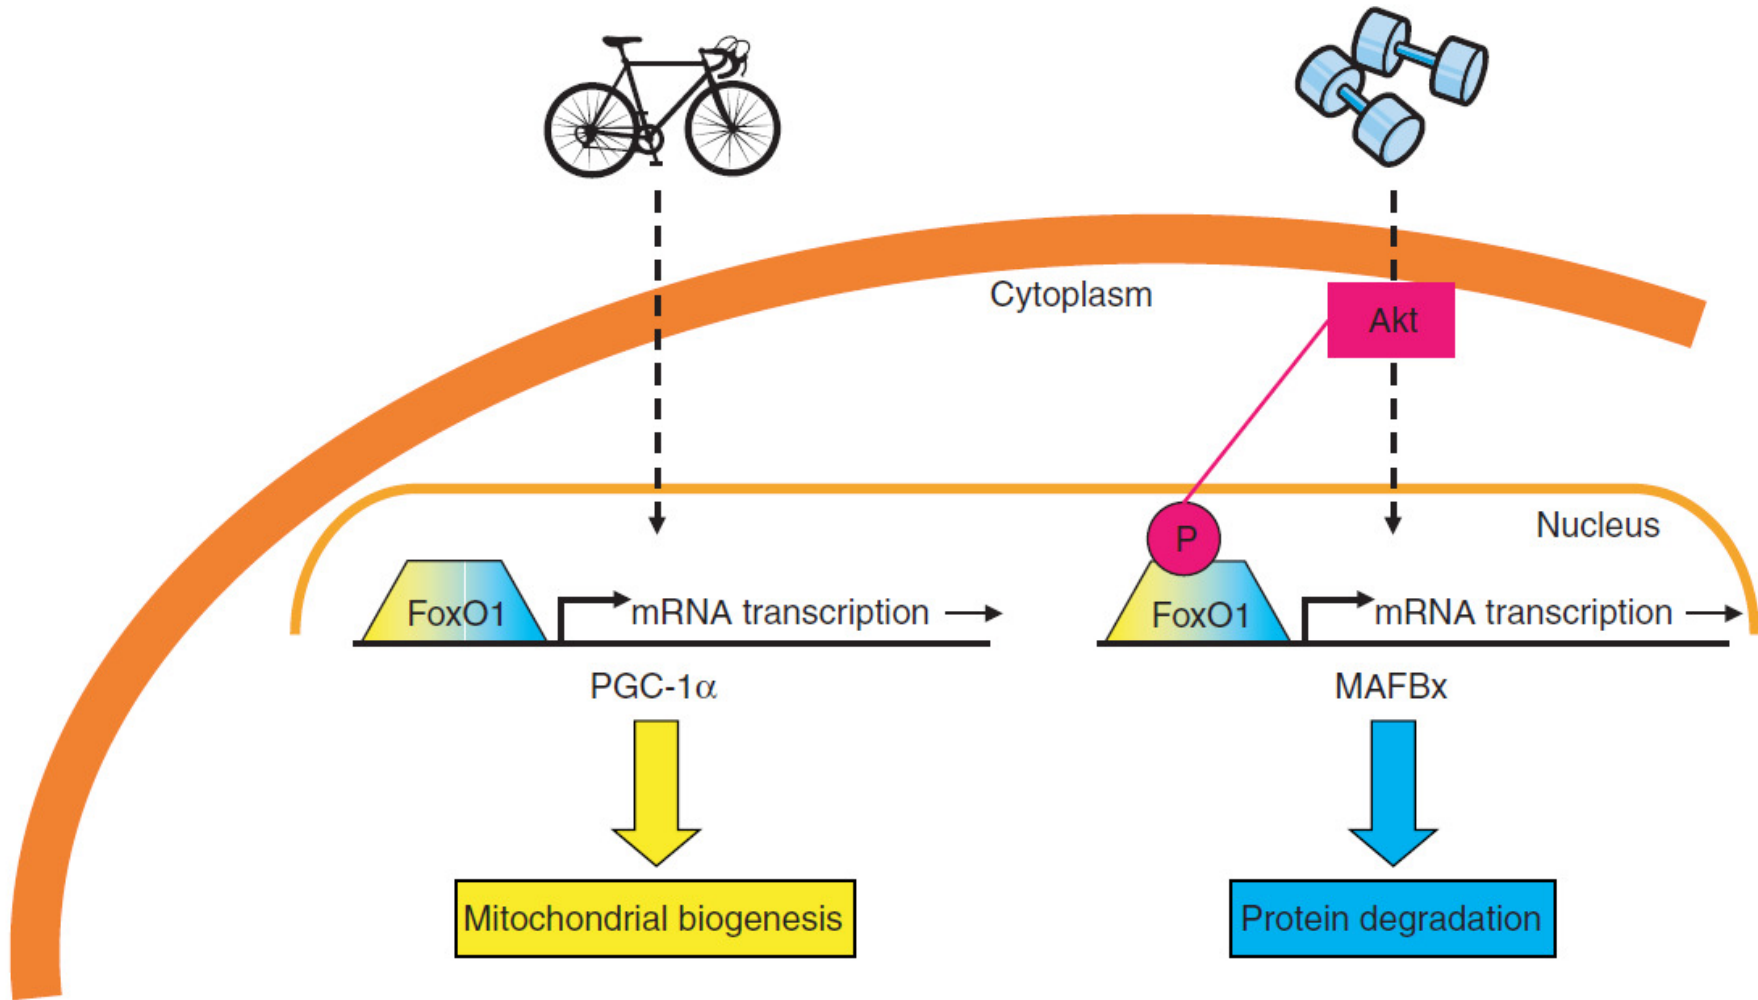 Cytoplasm
Akt
Nucleus
P
FoxO1
mRNA transcription
FoxO1
mRNA transcription
PGC-1α
MAFBx
Mitochondrial biogenesis
Protein degradation